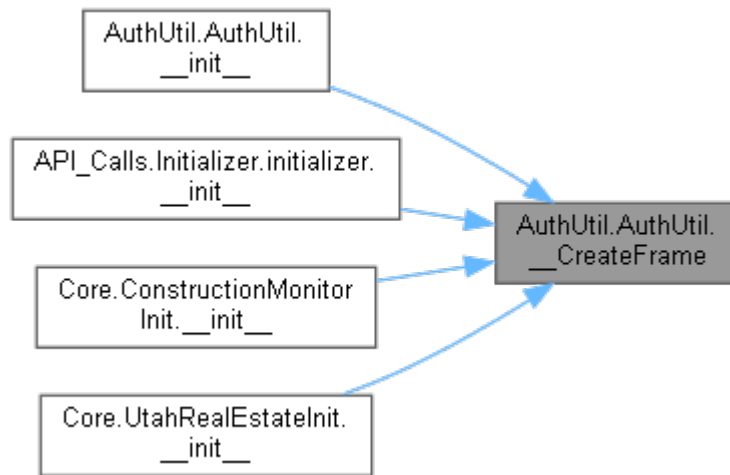 AuthUtil.AuthUtil.
__init__
API_Calls.Initializer.initializer.
__init__
AuthUtil.AuthUtil.
__CreateFrame
Core.ConstructionMonitor
Init.__init__
Core.UtahRealEstateInit.
__init__